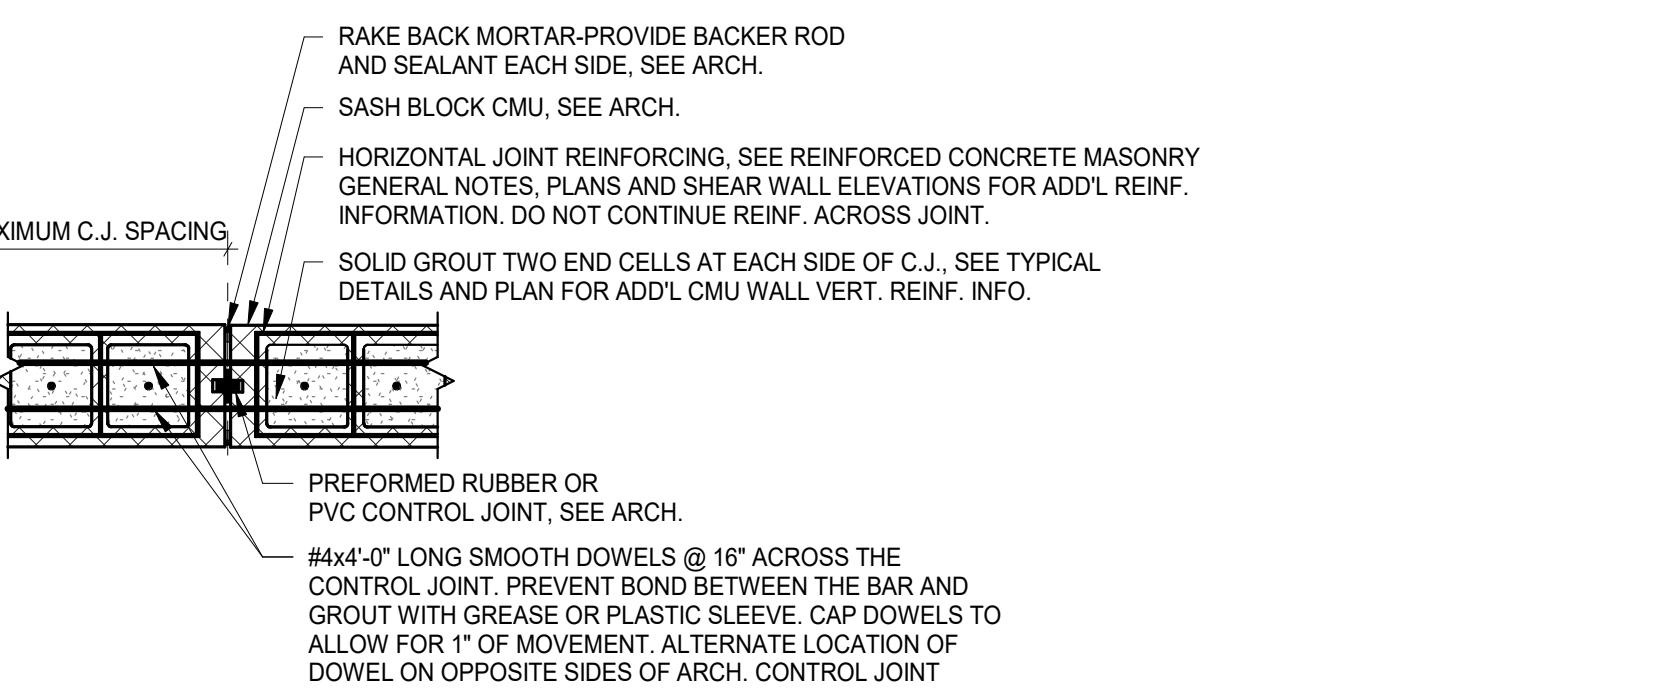 RAKE BACK MORTAR-PROVIDE BACKER ROD
AND SEALANT EACH SIDE, SEE ARCH.
SASH BLOCK CMU, SEE ARCH.
HORIZONTAL JOINT REINFORCING, SEE REINFORCED CONCRETE MASONRY
GENERAL NOTES, PLANS AND SHEAR WALL ELEVATIONS FOR ADD'L REINF.
INFORMATION. DO NOT CONTINUE REINF. ACROSS JOINT.
XIMUM C.J. SPACING
SOLID GROUT TWO END CELLS AT EACH SIDE OF C.J., SEE TYPICAL
DETAILS AND PLAN FOR ADD'L CMU WALL VERT. REINF. INFO.
PREFORMED RUBBER OR
PVC CONTROL JOINT, SEE ARCH.
#4x4'-0" LONG SMOOTH DOWELS @ 16" ACROSS THE
CONTROL JOINT. PREVENT BOND BETWEEN THE BAR AND
GROUT WITH GREASE OR PLASTIC SLEEVE. CAP DOWELS TO
ALLOW FOR 1" OF MOVEMENT. ALTERNATE LOCATION OF
DOWEL ON OPPOSITE SIDES OF ARCH. CONTROL JOINT